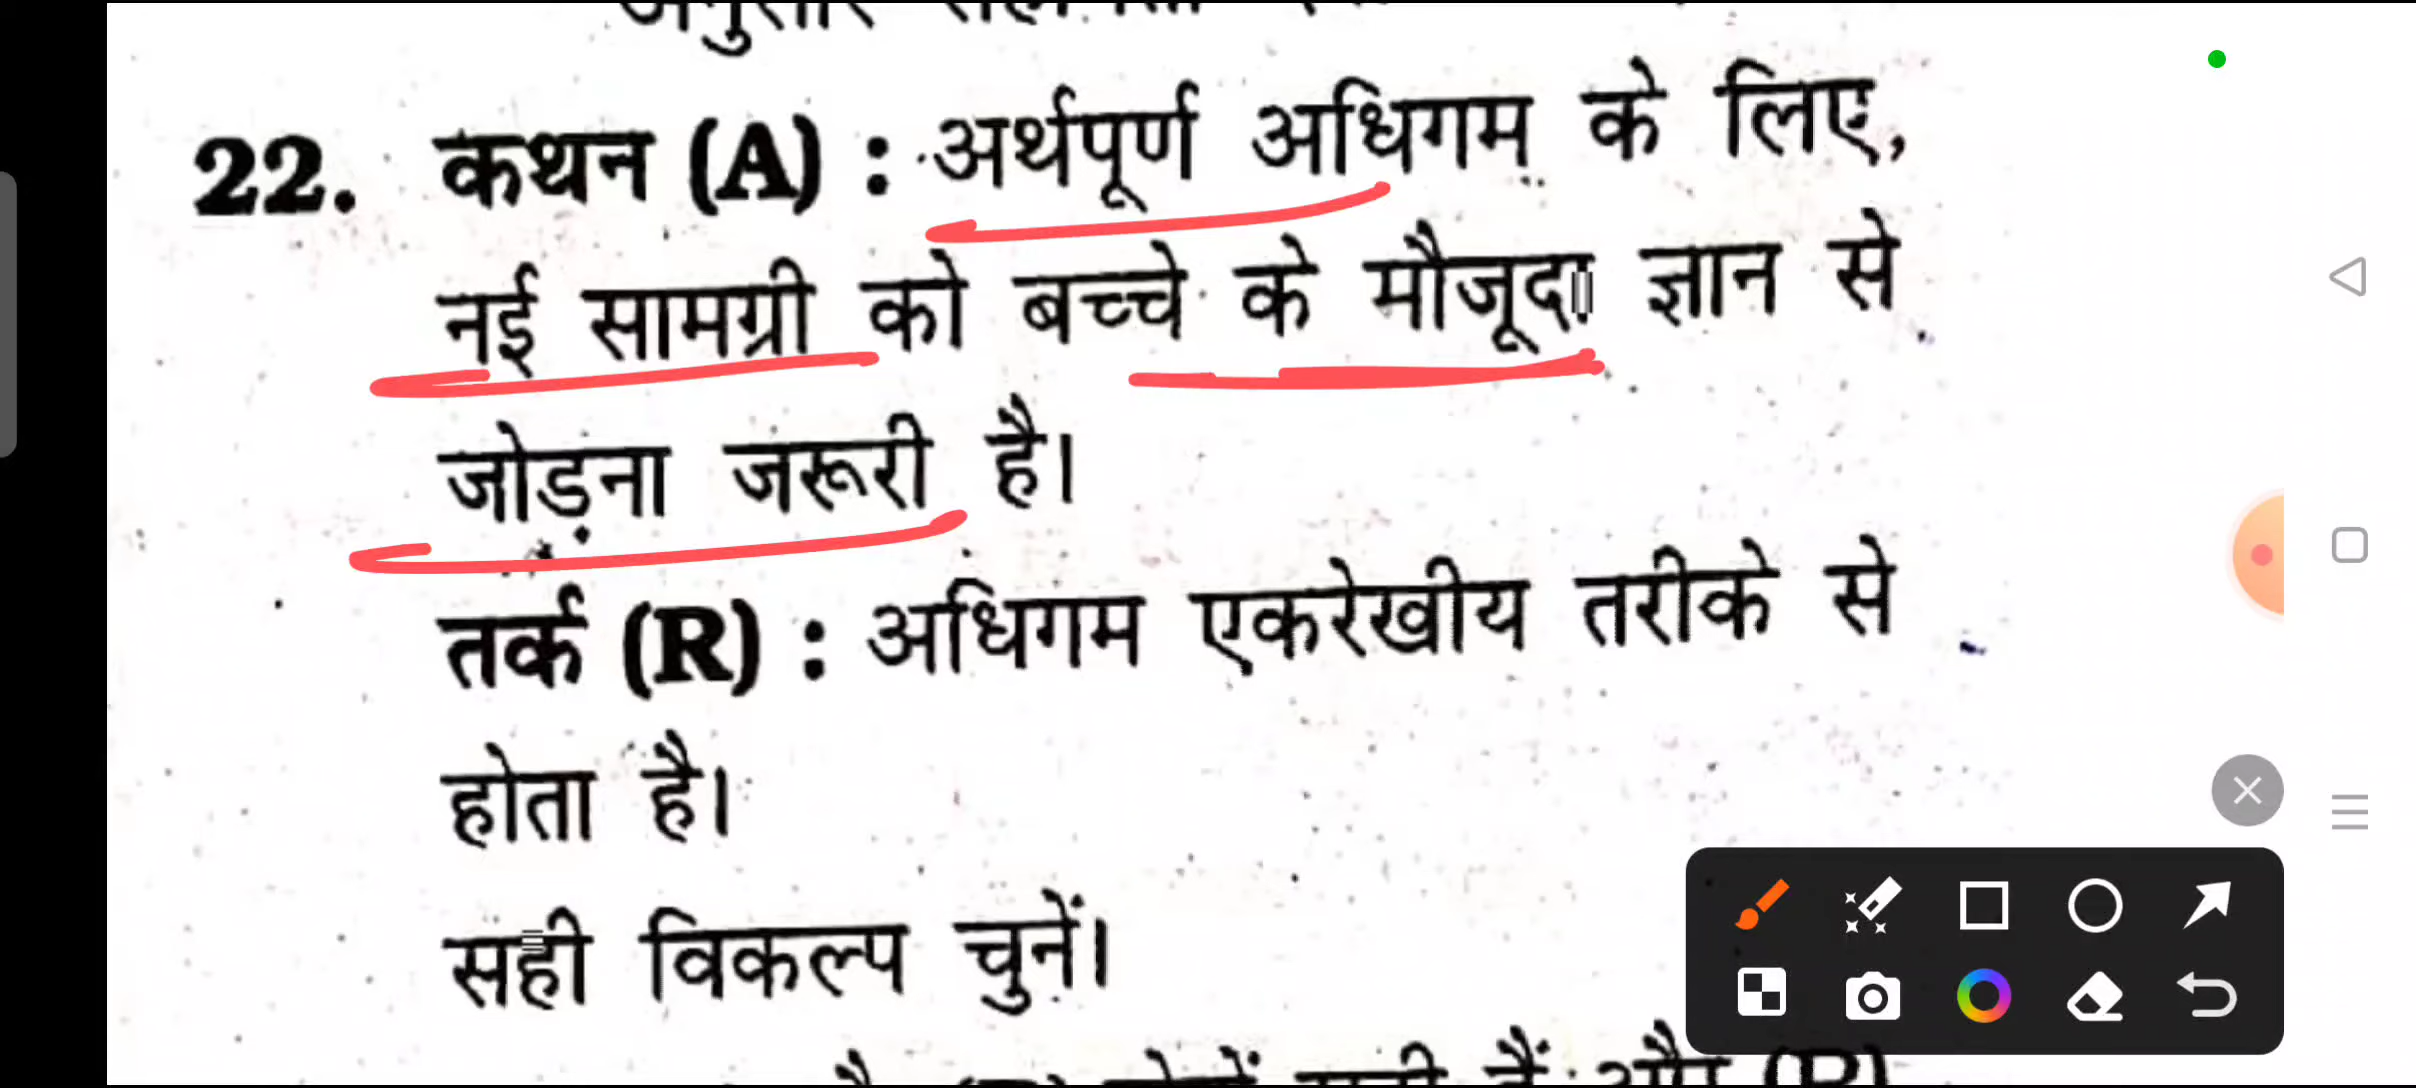 22. कथन (A) : अर्थपूर्ण अधिगम के लिए,
नई सामग्री को बच्चे के मौजूदा ज्ञान से
जोड़ना जरूरी है।
तर्क (R) : अधिगम एकरेखीय तरीके से
होता है।
सही विकल्प चुनें।